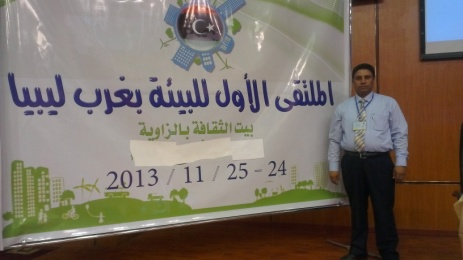 الملتقى الأول للبيئة بغرب ليبيا
بيت الثقافة بالزاوية
24 - 25 / 11 / 2013